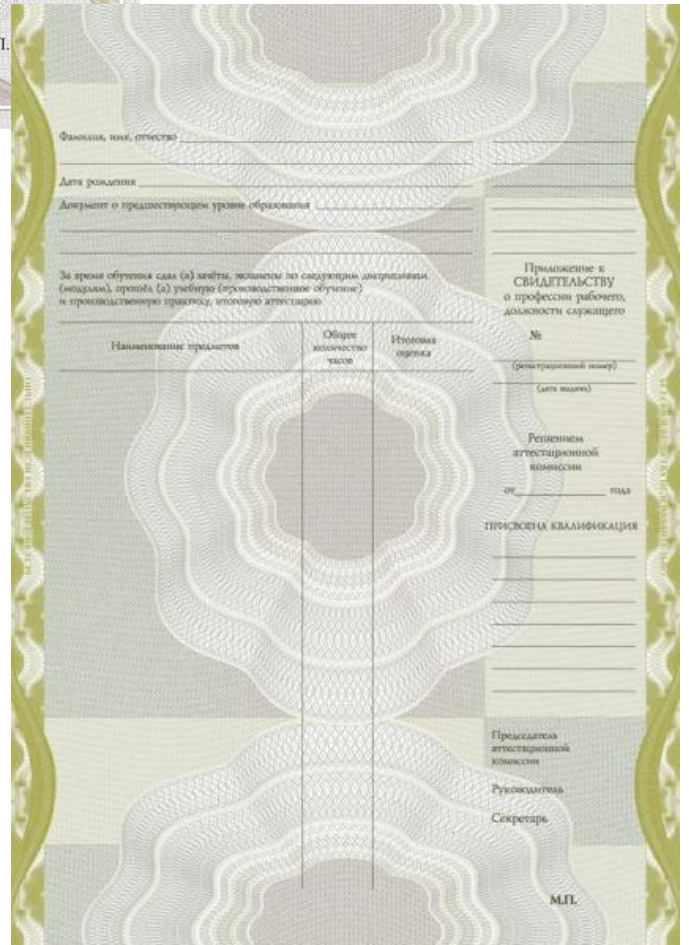 Фамилия, имя, отчество
Дата рождения
Документ о предшествующем уровне образования
За время обучения сдал (а) зачёты, экзамены по следующим дисциплинам
(модулям), прошёл (а) учебную (производственное обучение)
и производственную практику, итоговую аттестацию
Наименование предметов
Общее
количество
часов
Итоговая
оценка
Приложение к
СВИДЕТЕЛЬСТВУ
о профессии рабочего,
должности служащего
№
(регистрационный номер)
(дата выдачи)
Решением
аттестационной
комиссии
от года
ПРИСВОЕНА КВАЛИФИКАЦИЯ
Председатель
аттестационной
комиссии
Руководитель
Секретарь
М.П.